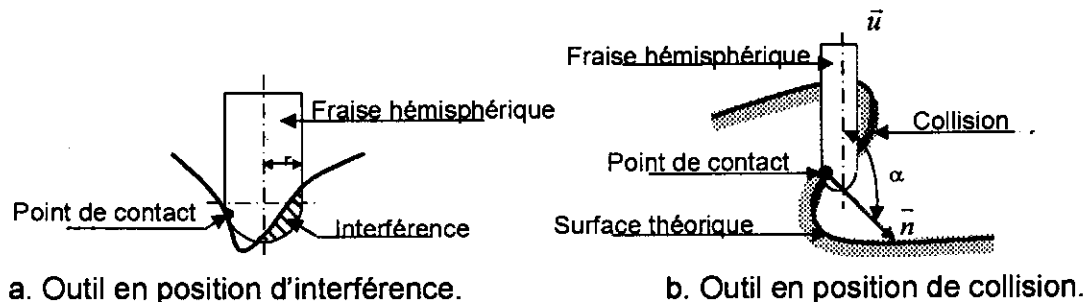 Fraise hémisphérique
r
Point de contact
Interférence
a. Outil en position d'interférence.
u
Fraise hémisphérique
Collision
Point de contact
α
Surface théorique
n
b. Outil en position de collision.